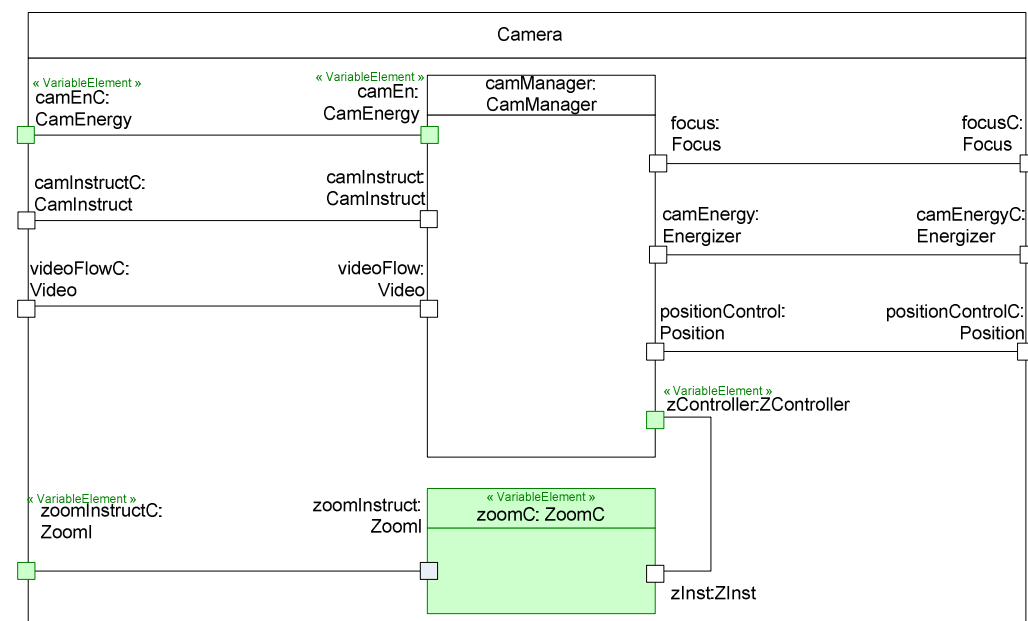 Camera
« VariableElement »
camEnC:
CamEnergy
« VariableElement »
camEn:
CamEnergy
camManager:
CamManager
focus:
Focus
focusC:
Focus
camInstructC:
CamInstruct
camInstruct:
CamInstruct
camEnergy:
Energizer
camEnergyC:
Energizer
videoFlowC:
Video
videoFlow:
Video
positionControl:
Position
positionControlC:
Position
« VariableElement »
zController:ZController
« VariableElement »
zoomInstructC:
ZoomI
zoomInstruct:
ZoomI
« VariableElement »
zoomC: ZoomC
zInst:ZInst